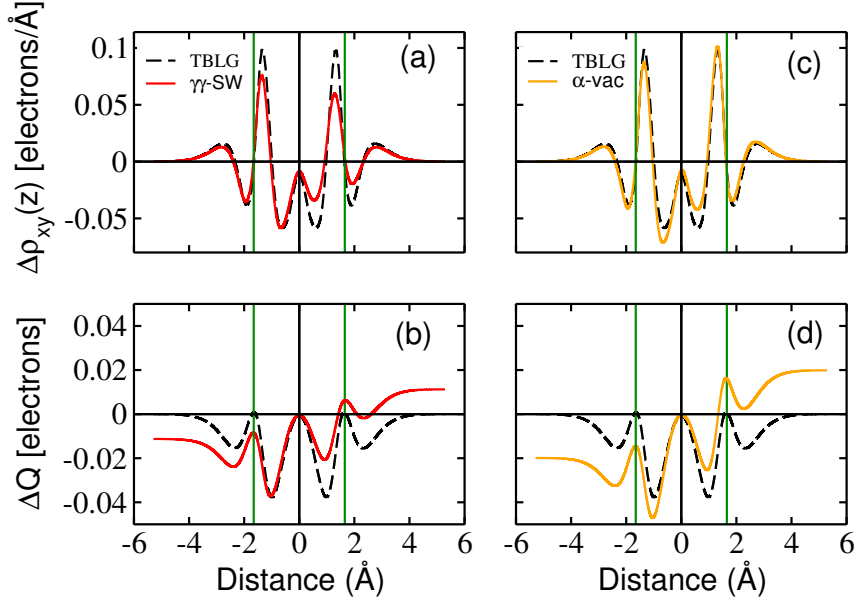 Δρxy(z) [electrons/Å]
0.1
0.05
0
-0.05
TBLG
γγ-SW
(a)
TBLG
α-vac
(c)
ΔQ [electrons]
0.04
0.02
0
-0.02
-0.04
(b)
(d)
-6 -4 -2 0 2 4 6
-6 -4 -2 0 2 4 6
Distance (Å)
Distance (Å)